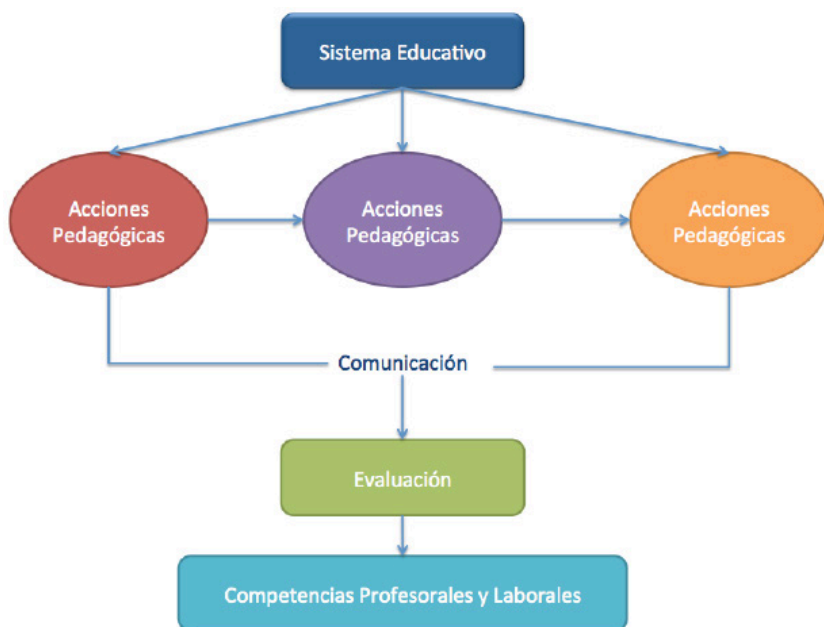 Sistema Educativo
Acciones
Pedagógicas
Acciones
Pedagógicas
Acciones
Pedagógicas
Comunicación
Evaluación
Competencias Profesorales y Laborales